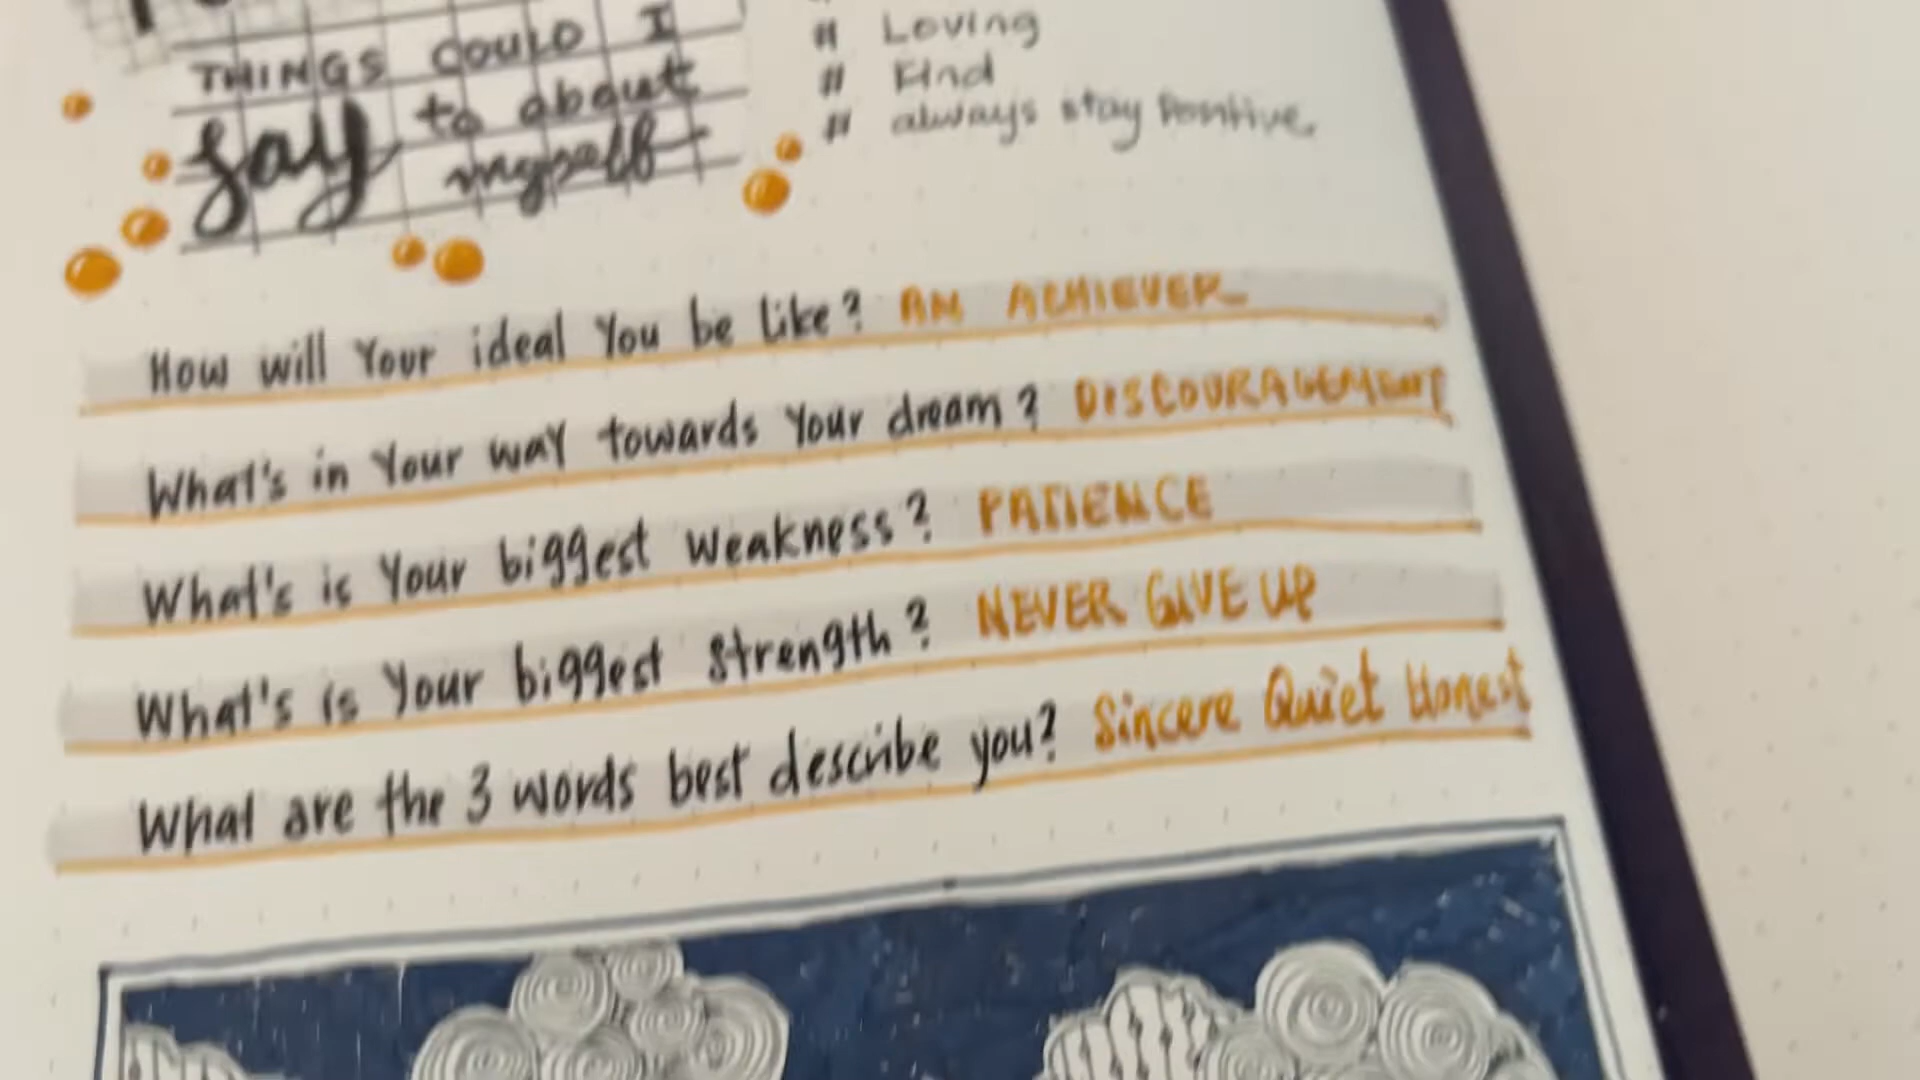 THINGS COULD I
Say to about
myself
# Loving
# Kind
# always stay Positive.
How will Your ideal You be like? AN ACHIEVER
What's in Your way towards Your dream? DISCOURAGEMENT
What's is Your biggest weakness? PATIENCE
What's is Your biggest strength? NEVER GIVE UP
What are the 3 words best describe you? Sincere Quiet Honest